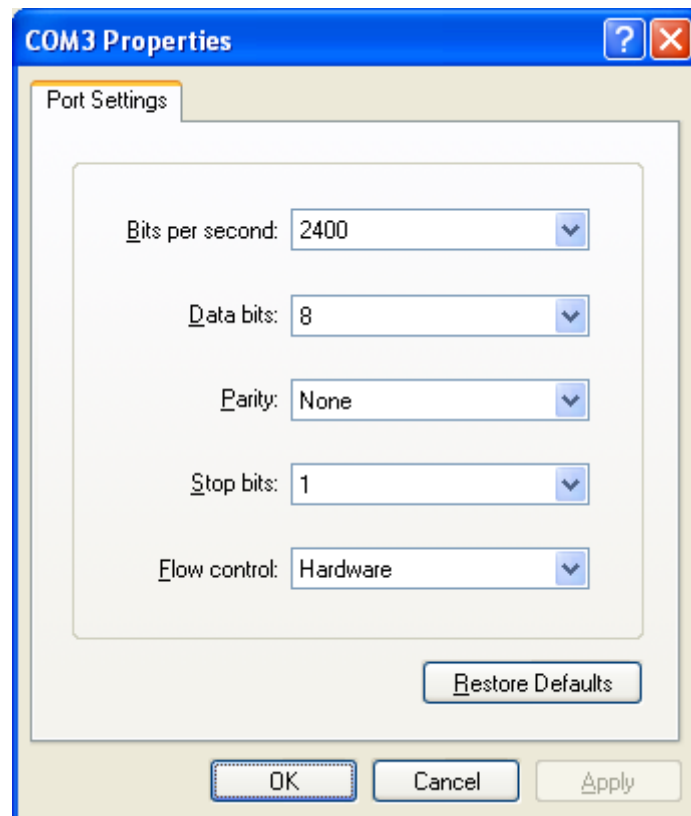 COM3 Properties
Port Settings
Bits per second: 2400
Data bits: 8
Parity: None
Stop bits: 1
Flow control: Hardware
Restore Defaults
OK Cancel Apply